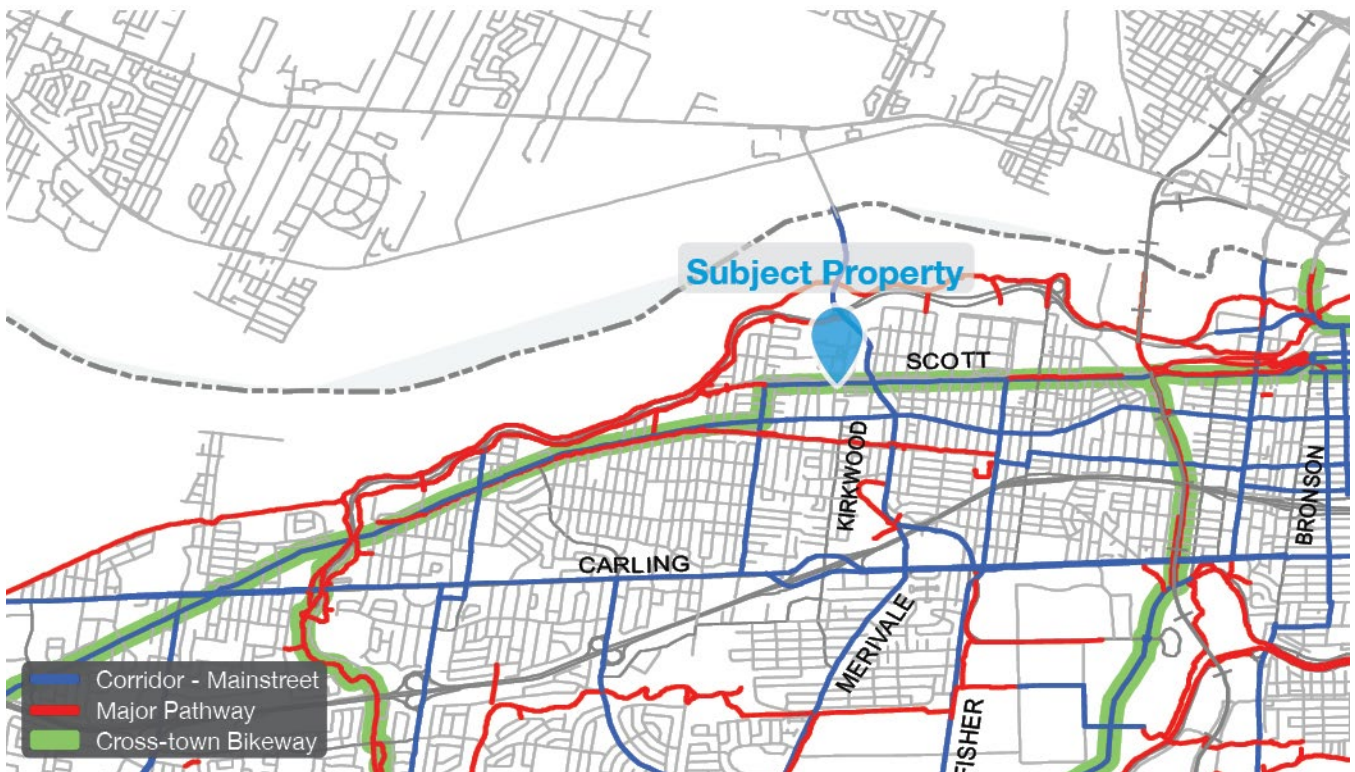 Subject Property
SCOTT
KIRKWOOD
BRONSON
CARLING
MERIVALE
FISHER
Corridor - Mainstreet
Major Pathway
Cross-town Bikeway